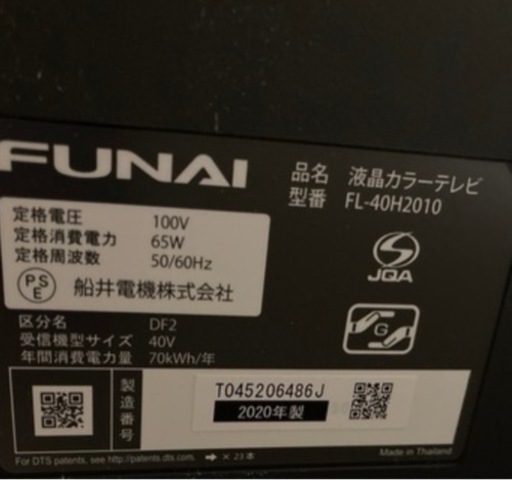 FUNAI
品名 液晶カラーテレビ
型番 FL-40H2010
定格電圧 100V
定格消費電力 65W
定格周波数 50/60Hz
PSE 船井電機株式会社
JQA
G
区分名 DF2
受信機型サイズ 40V
年間消費電力量 70kWh/年
製造番号
T045206486J
2020年製
For DTS patents, see http://patents.dts.com.
→ × 23本
Made in Thailand